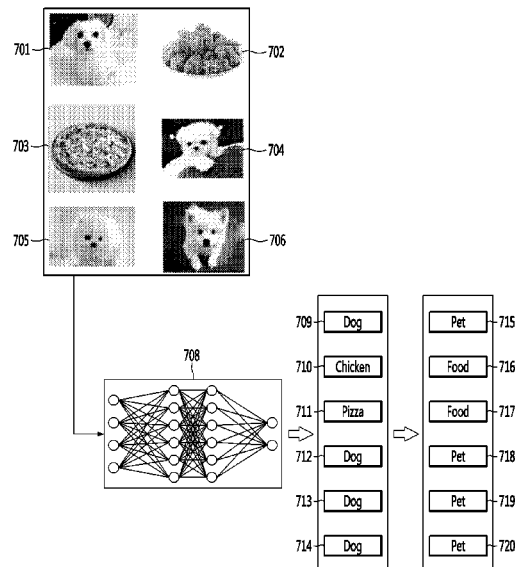 701
702
703
704
705
706
708
709 Dog
710 Chicken
711 Pizza
712 Dog
713 Dog
714 Dog
Pet 715
Food 716
Food 717
Pet 718
Pet 719
Pet 720